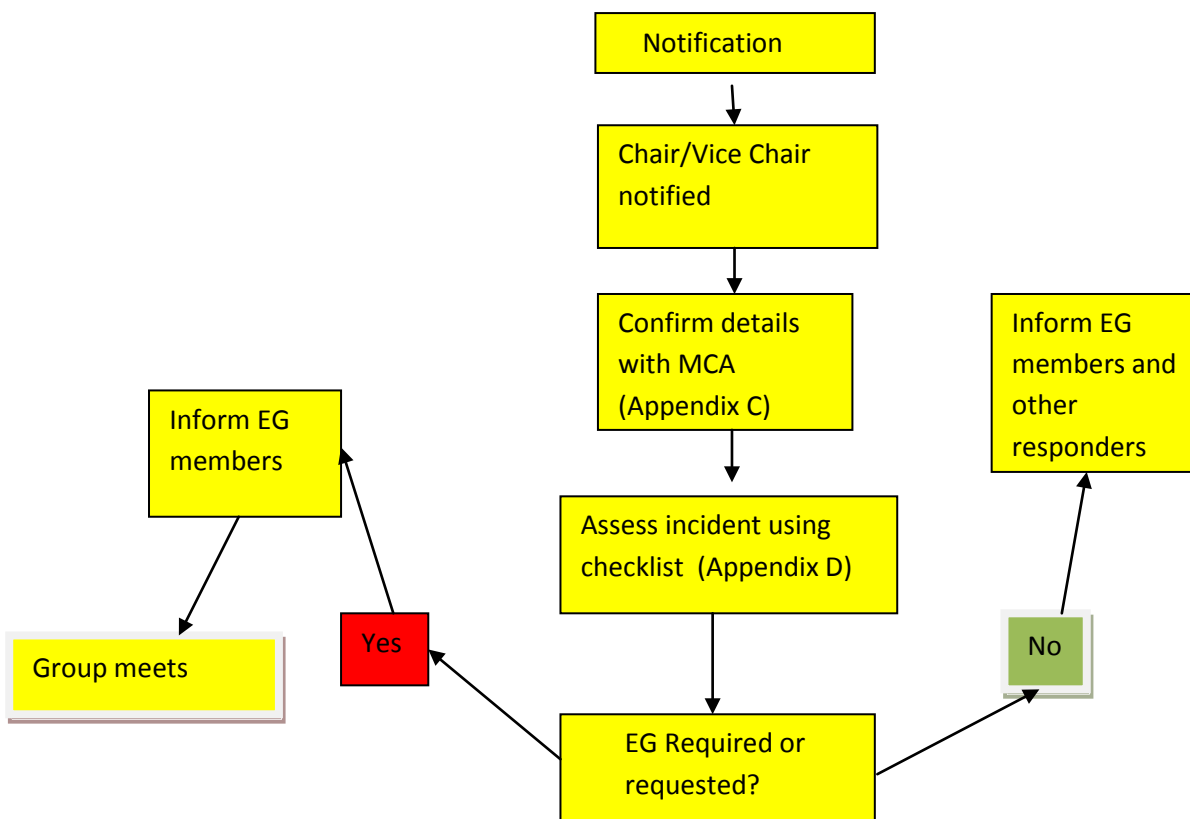 Notification
Chair/Vice Chair
notified
Confirm details
with MCA
(Appendix C)
Inform EG
members and
other
responders
Inform EG
members
Assess incident using
checklist (Appendix D)
Yes
No
Group meets
EG Required or
requested?